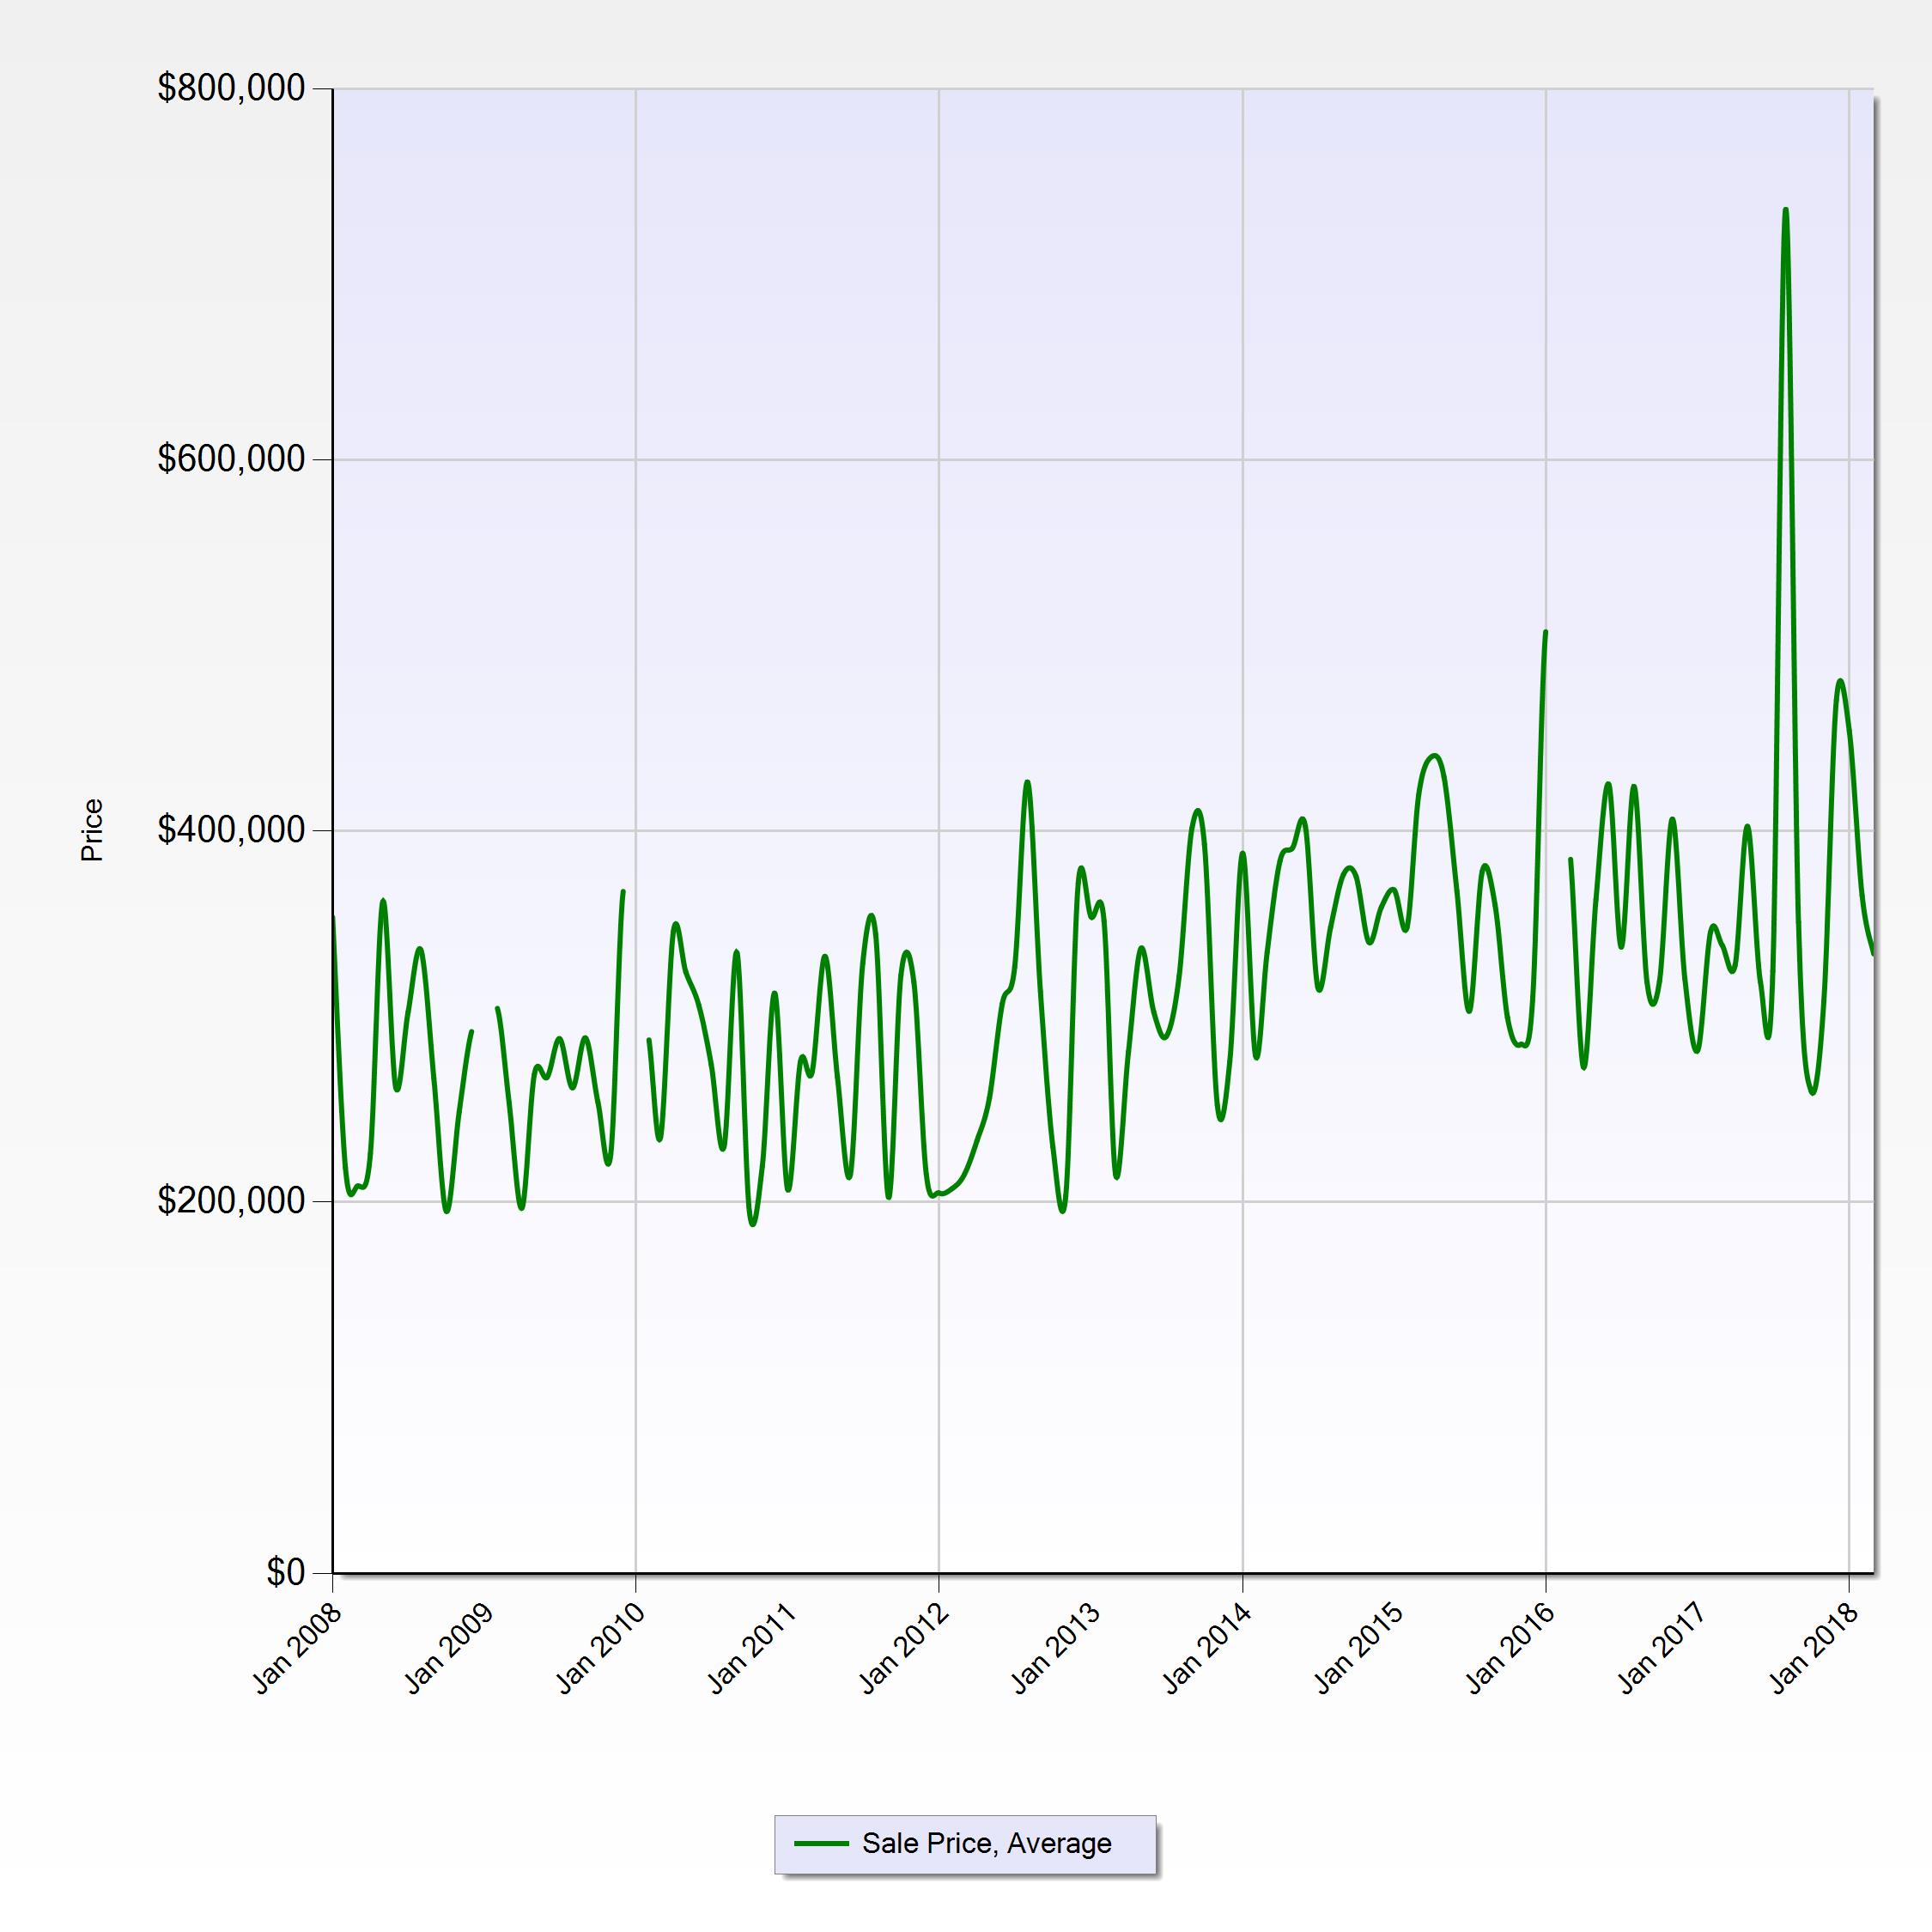 $800,000
$600,000
$400,000
$200,000
$0
Price
Jan 2008
Jan 2009
Jan 2010
Jan 2011
Jan 2012
Jan 2013
Jan 2014
Jan 2015
Jan 2016
Jan 2017
Jan 2018
Sale Price, Average